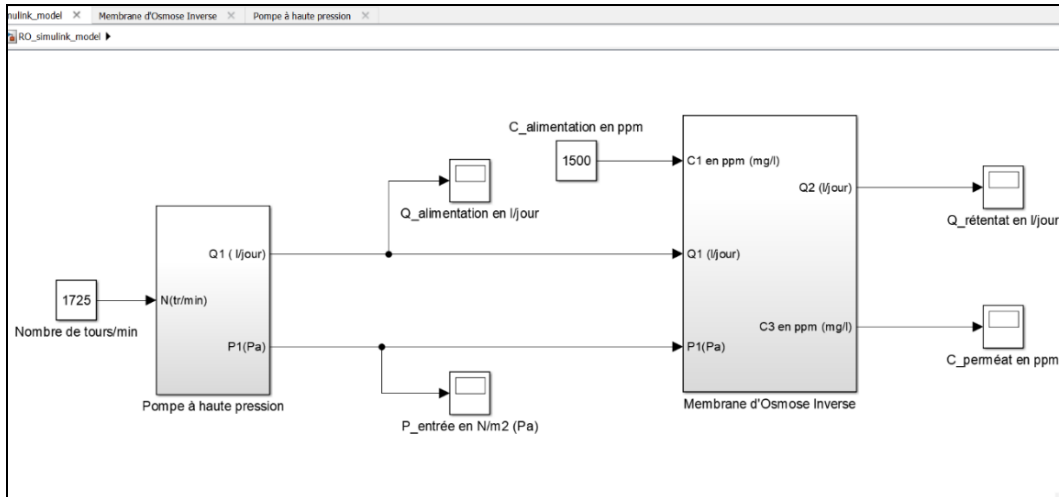 mulink_model × Membrane d'Osmose Inverse × Pompe à haute pression ×
RO_simulink_model
C_alimentation en ppm
1500
C1 en ppm (mg/l)
Q2 (l/jour)
Q_alimentation en l/jour
Q_rétentat en l/jour
Q1 ( l/jour)
Q1 (l/jour)
1725
N(tr/min)
Nombre de tours/min
C3 en ppm (mg/l)
P1(Pa)
P1(Pa)
C_perméat en ppm
Pompe à haute pression
Membrane d'Osmose Inverse
P_entrée en N/m2 (Pa)